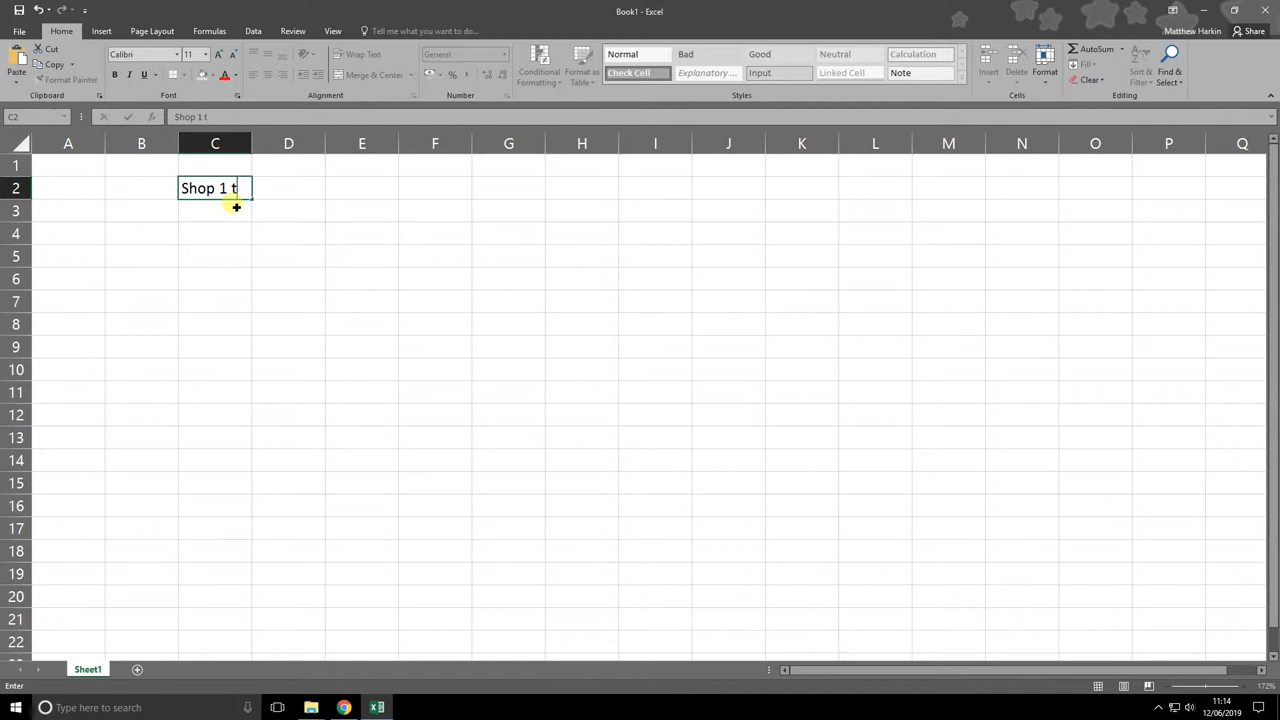 Book1 - Excel
File Home Insert Page Layout Formulas Data Review View Tell me what you want to do... Matthew Harkin Share
Paste Cut Calibri 11 Wrap Text General Conditional Format as Normal Bad Good Neutral Calculation Insert Delete Format AutoSum Sort & Find &
Copy Formatting Table Fill Filter Select
Format Painter B I U Merge & Center % , Check Cell Explanatory ... Input Linked Cell Note Clear
Clipboard Font Alignment Number Styles Cells Editing
C2 fx Shop 1 t
A B C D E F G H I J K L M N O P Q
1
2 Shop 1 t
3
4
5
6
7
8
9
10
11
12
13
14
15
16
17
18
19
20
21
22
Sheet1
Enter 172%
Type here to search 11:14
12/06/2019